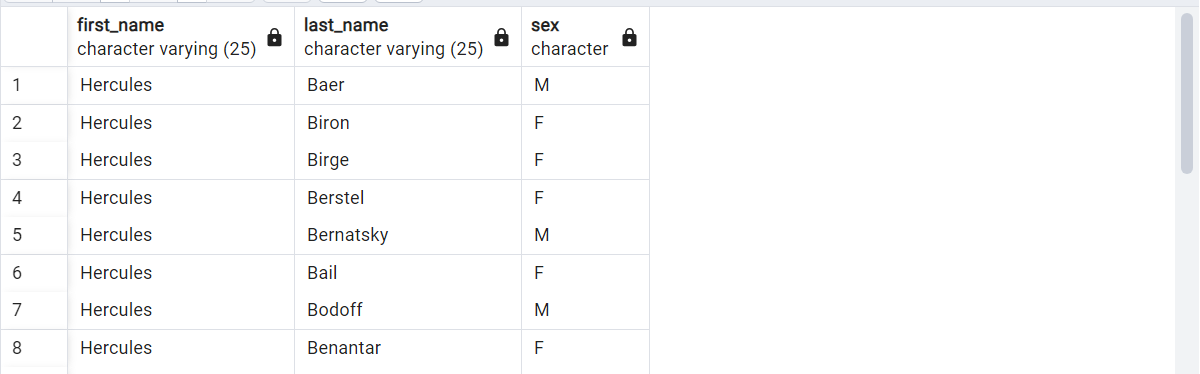 first_name last_name sex
character varying (25) character varying (25) character
1 Hercules Baer M
2 Hercules Biron F
3 Hercules Birge F
4 Hercules Berstel F
5 Hercules Bernatsky M
6 Hercules Bail F
7 Hercules Bodoff M
8 Hercules Benantar F